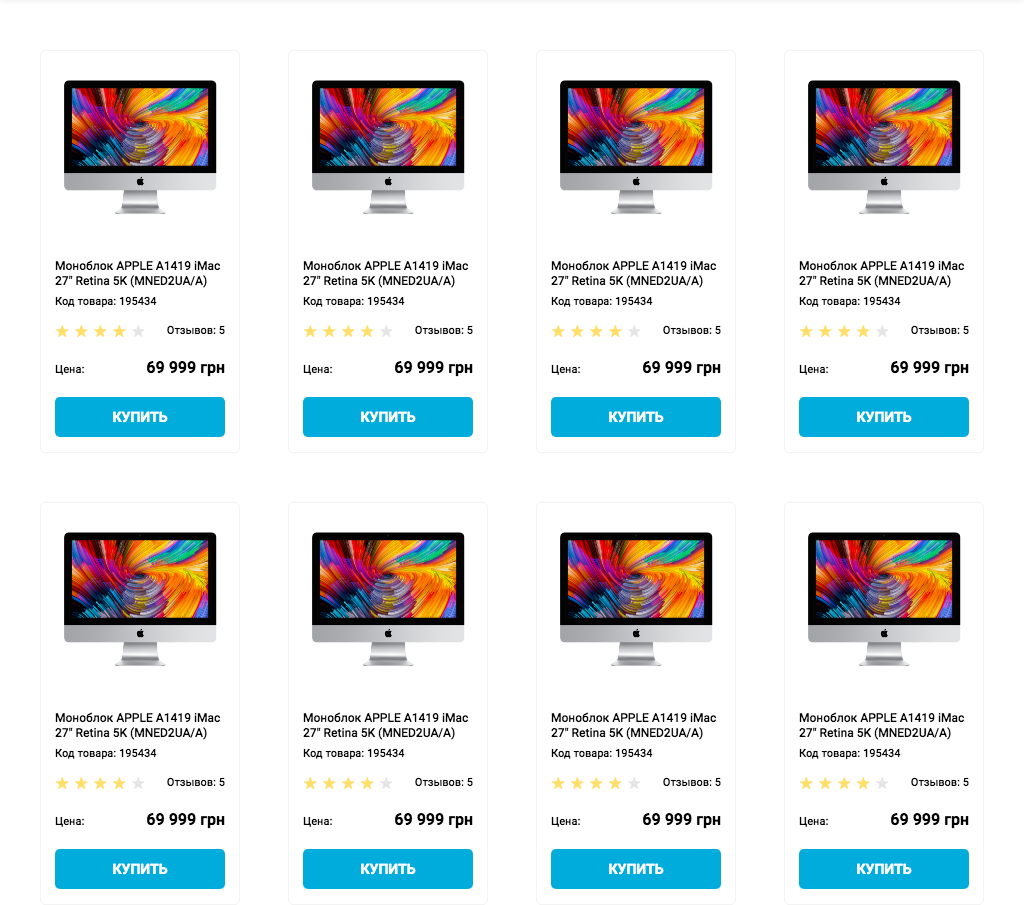 Моноблок APPLE A1419 iMac
27" Retina 5K (MNED2UA/A)
Код товара: 195434
Отзывов: 5
Цена: 69 999 грн
КУПИТЬ
Моноблок APPLE A1419 iMac
27" Retina 5K (MNED2UA/A)
Код товара: 195434
Отзывов: 5
Цена: 69 999 грн
КУПИТЬ
Моноблок APPLE A1419 iMac
27" Retina 5K (MNED2UA/A)
Код товара: 195434
Отзывов: 5
Цена: 69 999 грн
КУПИТЬ
Моноблок APPLE A1419 iMac
27" Retina 5K (MNED2UA/A)
Код товара: 195434
Отзывов: 5
Цена: 69 999 грн
КУПИТЬ
Моноблок APPLE A1419 iMac
27" Retina 5K (MNED2UA/A)
Код товара: 195434
Отзывов: 5
Цена: 69 999 грн
КУПИТЬ
Моноблок APPLE A1419 iMac
27" Retina 5K (MNED2UA/A)
Код товара: 195434
Отзывов: 5
Цена: 69 999 грн
КУПИТЬ
Моноблок APPLE A1419 iMac
27" Retina 5K (MNED2UA/A)
Код товара: 195434
Отзывов: 5
Цена: 69 999 грн
КУПИТЬ
Моноблок APPLE A1419 iMac
27" Retina 5K (MNED2UA/A)
Код товара: 195434
Отзывов: 5
Цена: 69 999 грн
КУПИТЬ